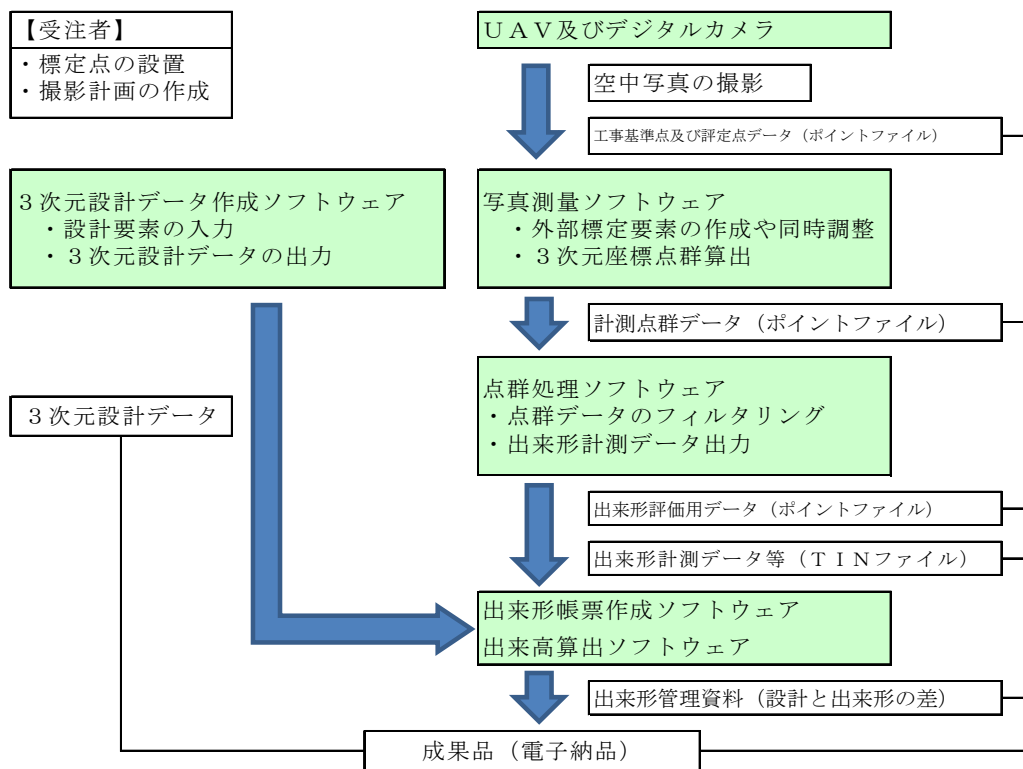 【受注者】
・標定点の設置
・撮影計画の作成
ＵＡＶ及びデジタルカメラ
空中写真の撮影
工事基準点及び評定点データ（ポイントファイル）
３次元設計データ作成ソフトウェア
・設計要素の入力
・３次元設計データの出力
写真測量ソフトウェア
・外部標定要素の作成や同時調整
・３次元座標点群算出
計測点群データ（ポイントファイル）
点群処理ソフトウェア
・点群データのフィルタリング
・出来形計測データ出力
３次元設計データ
出来形評価用データ（ポイントファイル）
出来形計測データ等（ＴＩＮファイル）
出来形帳票作成ソフトウェア
出来高算出ソフトウェア
出来形管理資料（設計と出来形の差）
成果品（電子納品）